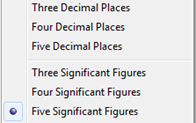 Three Decimal Places
Four Decimal Places
Five Decimal Places
Three Significant Figures
Four Significant Figures
Five Significant Figures